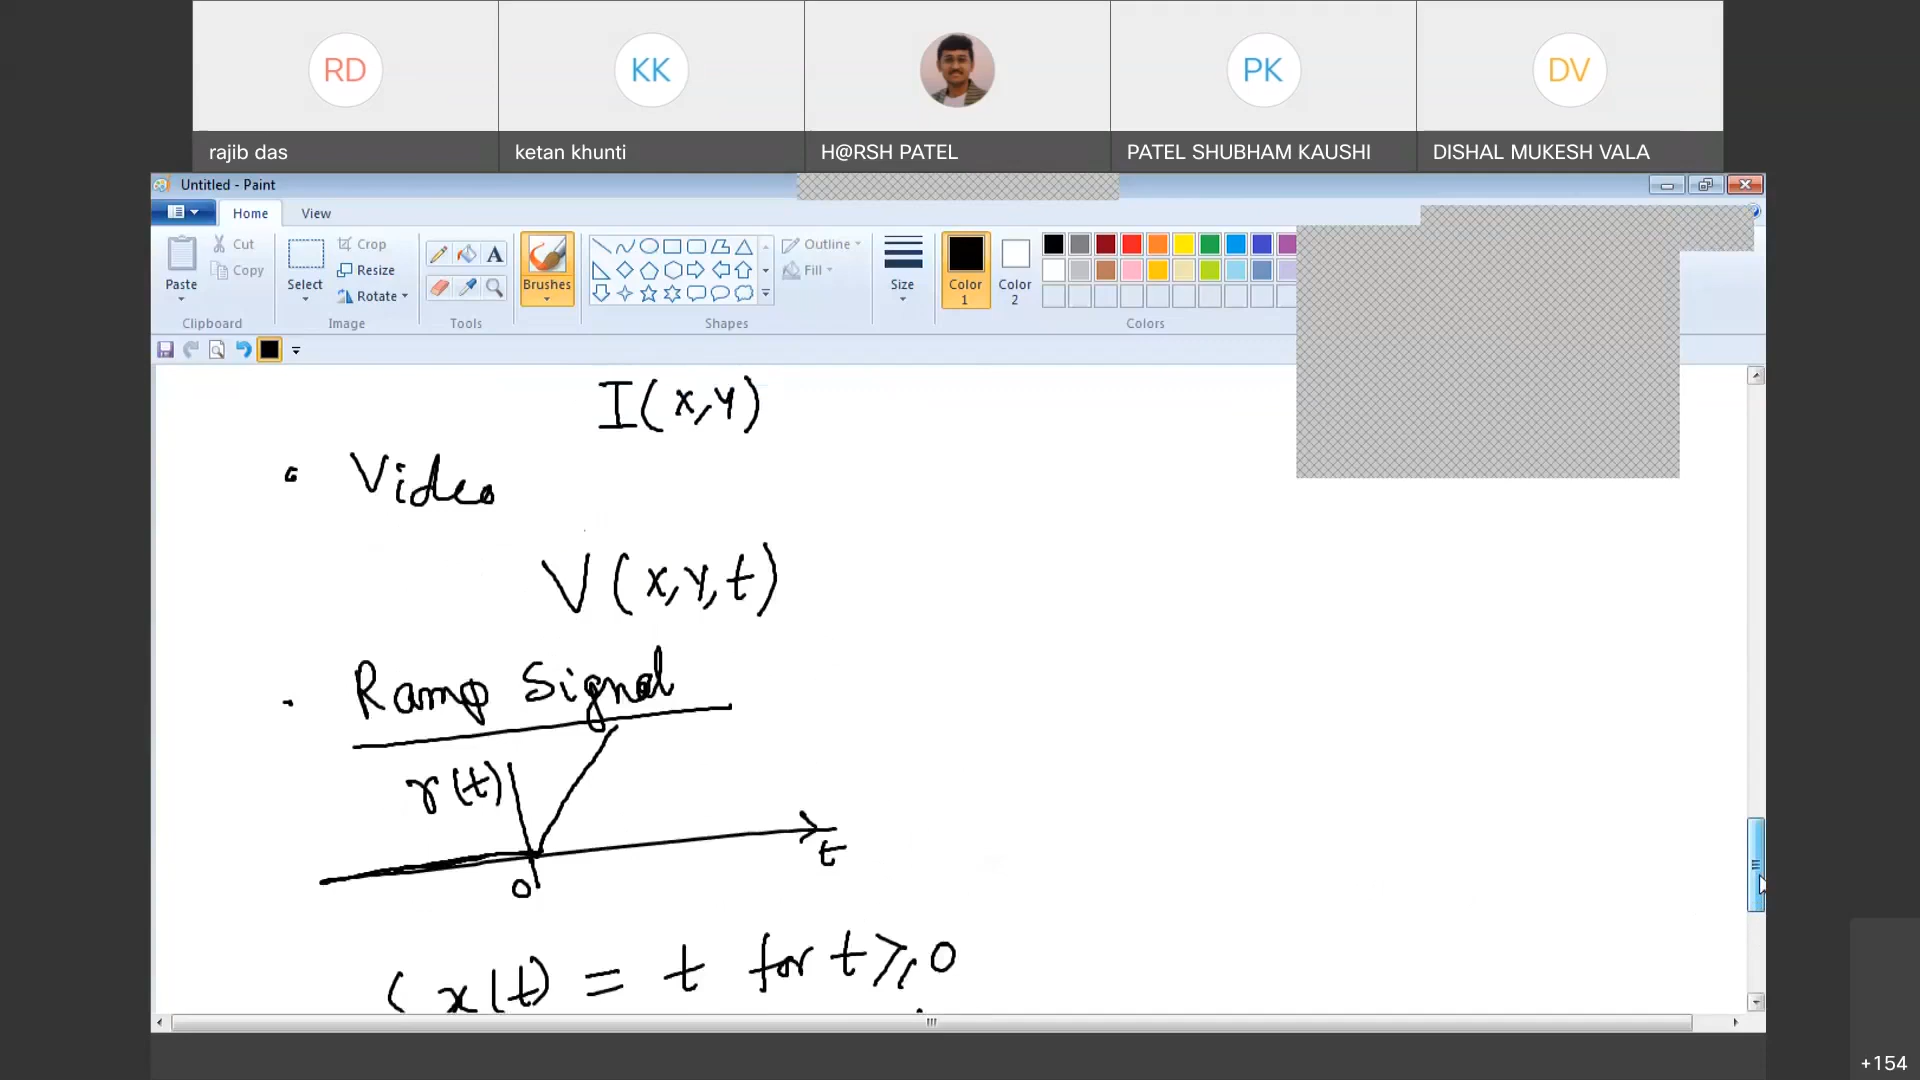 RD KK PK DV
rajib das ketan khunti H@RSH PATEL PATEL SHUBHAM KAUSHI DISHAL MUKESH VALA
Untitled - Paint
Home View
Cut
Copy
Paste
Clipboard
Select
Crop
Resize
Rotate
Image
A
Tools
Brushes
Outline
Fill
Shapes
Size
Color 1
Color 2
Colors
I(x,y)
• Video
V(x,y,t)
• Ramp Signal
r(t)
t
0
( x(t) = t for t ≥ 0
+154